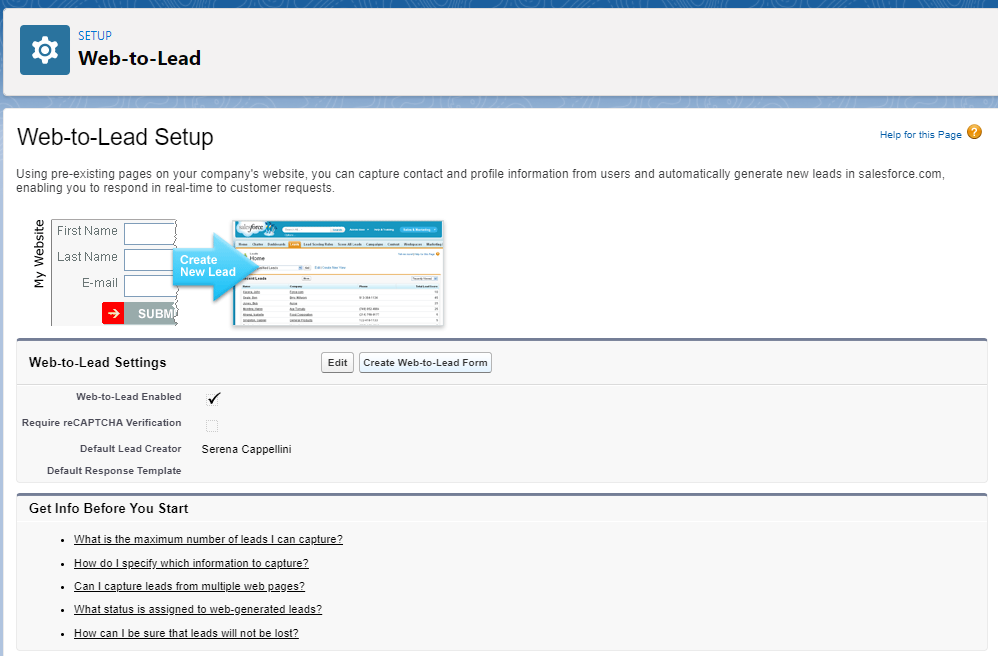 SETUP
Web-to-Lead
Web-to-Lead Setup
Help for this Page
Using pre-existing pages on your company's website, you can capture contact and profile information from users and automatically generate new leads in salesforce.com,
enabling you to respond in real-time to customer requests.
My Website
First Name
Last Name
E-mail
SUBM
Create
New Lead
salesforce
Home
Web-to-Lead Settings
Edit
Create Web-to-Lead Form
Web-to-Lead Enabled
Require reCAPTCHA Verification
Default Lead Creator
Serena Cappellini
Default Response Template
Get Info Before You Start
What is the maximum number of leads I can capture?
How do I specify which information to capture?
Can I capture leads from multiple web pages?
What status is assigned to web-generated leads?
How can I be sure that leads will not be lost?